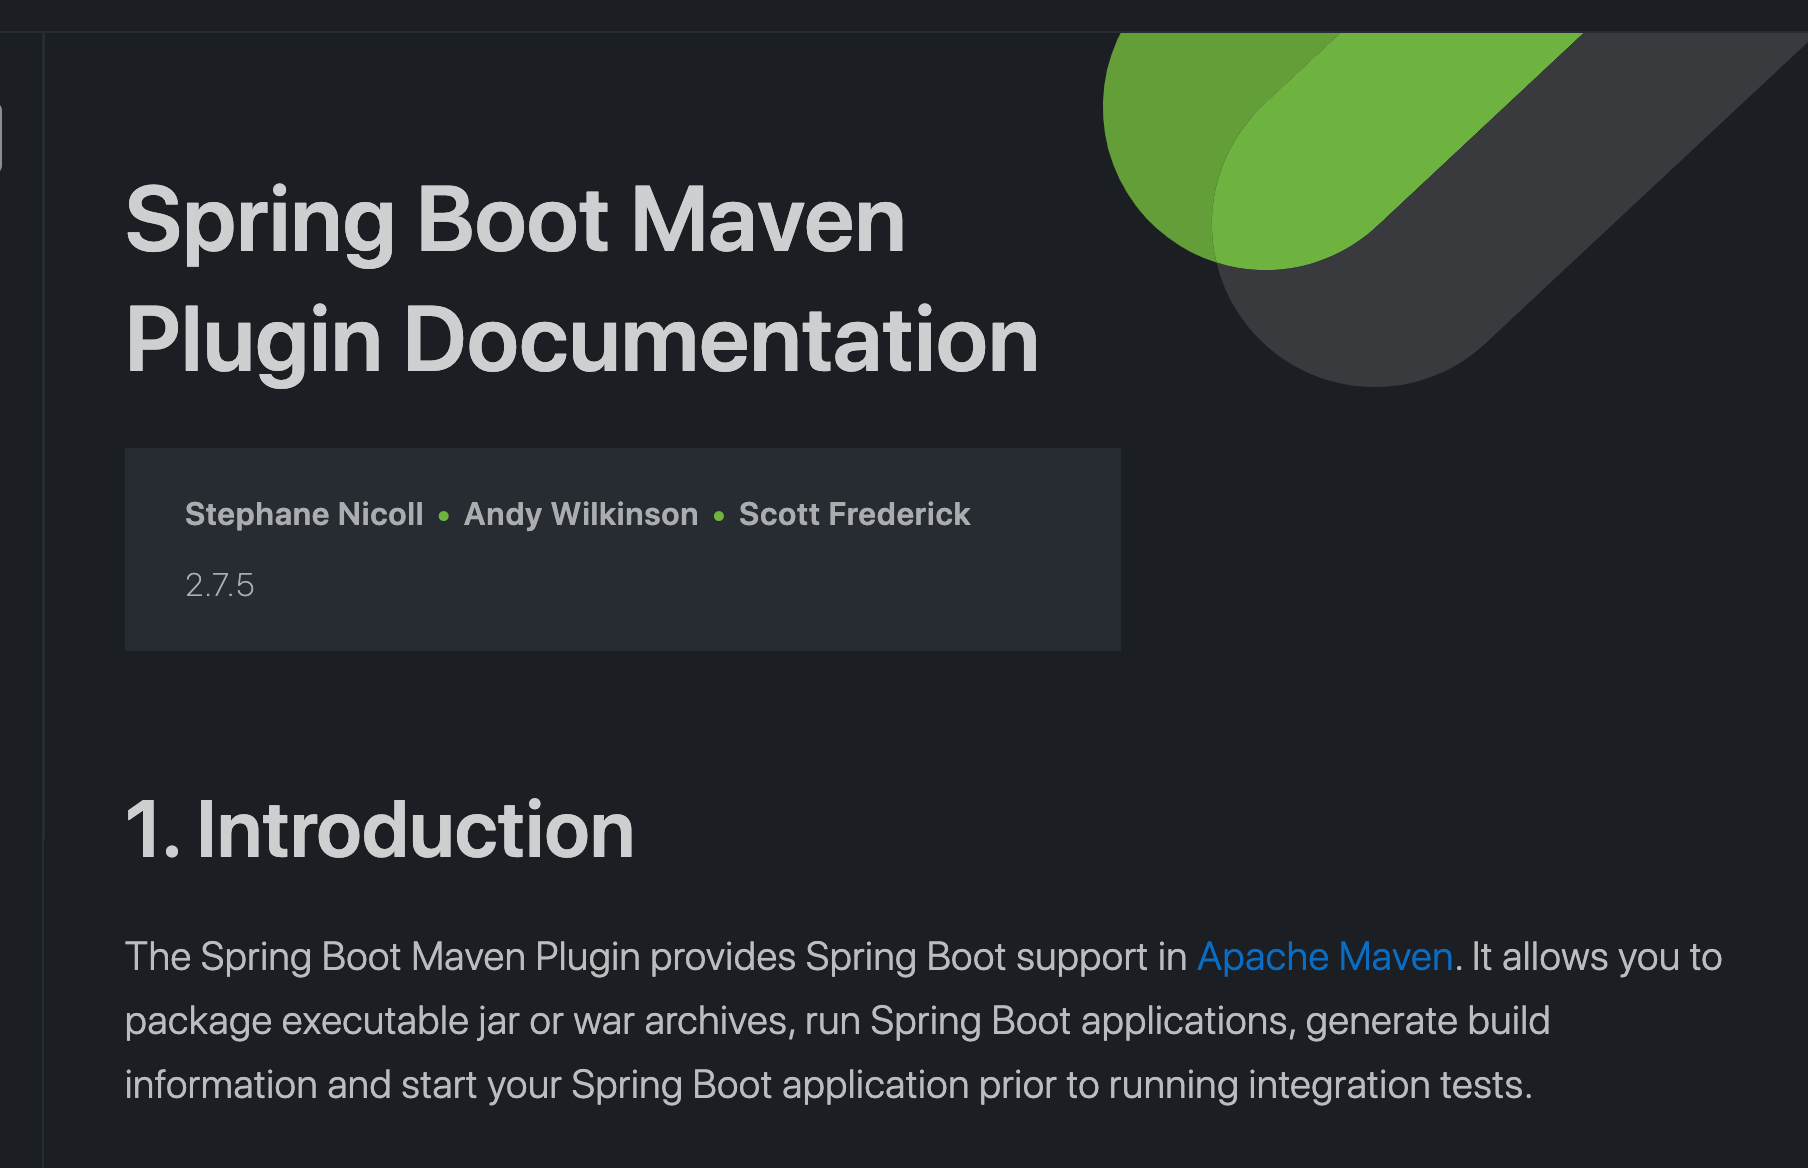 Spring Boot Maven
Plugin Documentation
Stephane Nicoll • Andy Wilkinson • Scott Frederick
2.7.5
1. Introduction
The Spring Boot Maven Plugin provides Spring Boot support in Apache Maven. It allows you to
package executable jar or war archives, run Spring Boot applications, generate build
information and start your Spring Boot application prior to running integration tests.